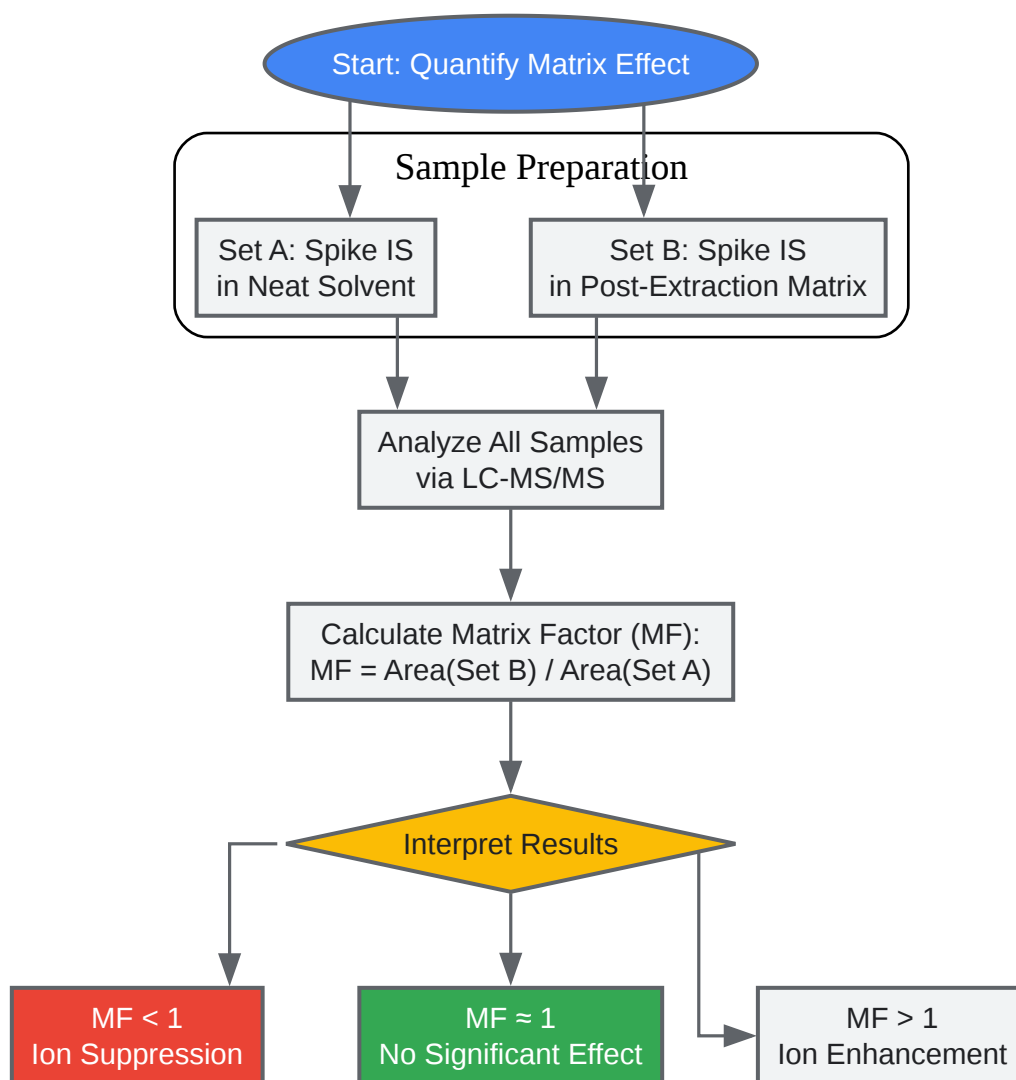 Start: Quantify Matrix Effect
Sample Preparation
Set A: Spike IS
in Neat Solvent
Set B: Spike IS
in Post-Extraction Matrix
Analyze All Samples
via LC-MS/MS
Calculate Matrix Factor (MF):
MF = Area(Set B) / Area(Set A)
Interpret Results
MF < 1
Ion Suppression
MF ≈ 1
No Significant Effect
MF > 1
Ion Enhancement